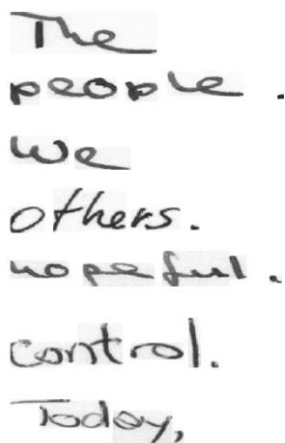 The
people.
we
others.
hopeful.
control.
Today,